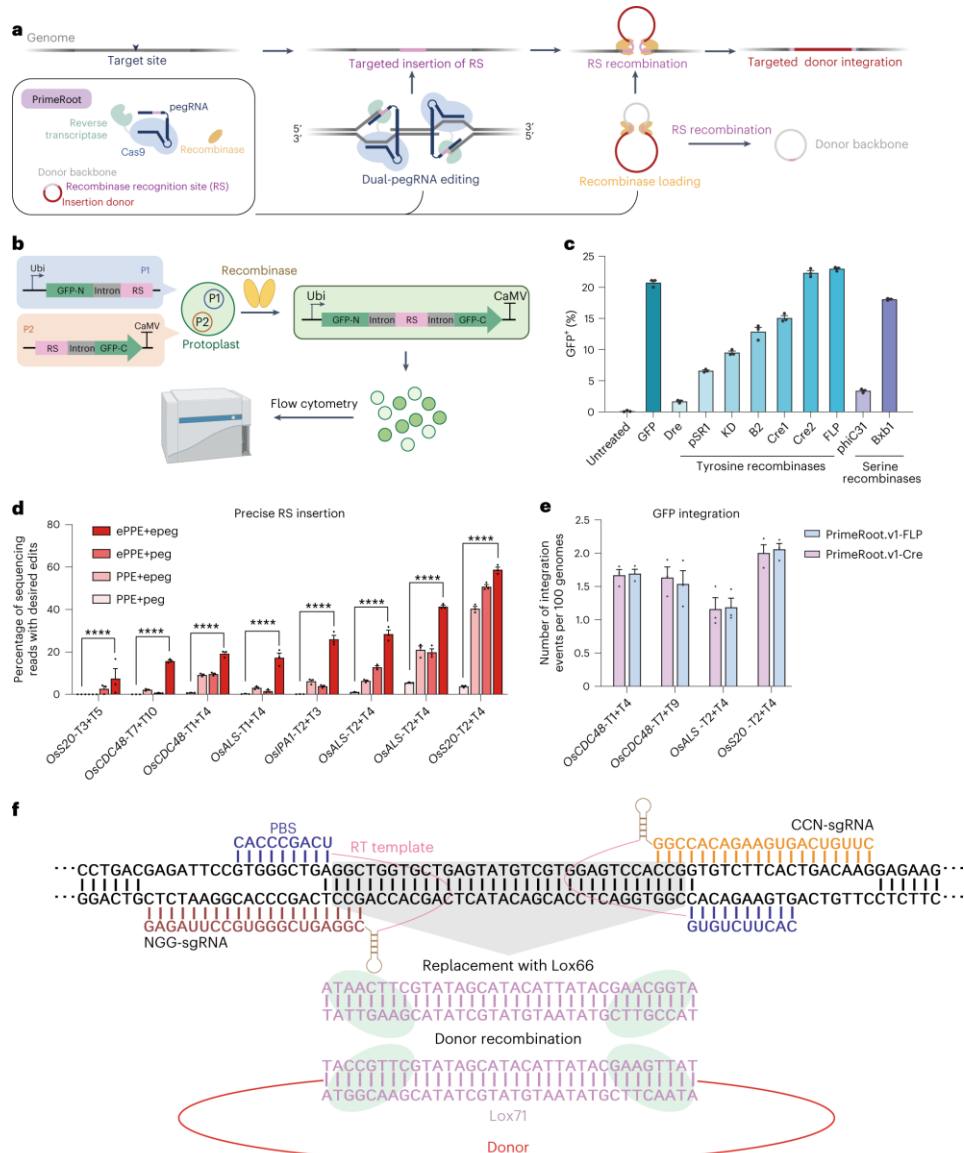 a
Genome
Target site
Targeted insertion of RS
RS recombination
Targeted donor integration
PrimeRoot
pegRNA
Reverse
transcriptase
Cas9
Recombinase
Donor backbone
Recombinase recognition site (RS)
Insertion donor
5′
3′
3′
5′
Dual-pegRNA editing
RS recombination
Recombinase loading
Donor backbone
b
Ubi
P1
GFP-N Intron RS
P2
CaMV
RS Intron GFP-C
P1
P2
Protoplast
Recombinase
Ubi
CaMV
GFP-N Intron RS Intron GFP-C
Flow cytometry
c
GFP⁺ (%)
25
20
15
10
5
0
Untreated
GFP
Dre
pSR1
KD
B2
Cre1
Cre2
FLP
phiC31
Bxb1
Tyrosine recombinases
Serine
recombinases
d
Precise RS insertion
Percentage of sequencing
reads with desired edits
80
60
40
20
0
ePPE+epeg
ePPE+peg
PPE+epeg
PPE+peg
****
****
****
****
****
****
****
****
OsS20-T3+T5
OsCDC48-T7+T10
OsCDC48-T1+T4
OsALS-T1+T4
OsIPA1-T2+T3
OsALS-T2+T4
OsALS-T2+T4
OsS20-T2+T4
e
GFP integration
Number of integration
events per 100 genomes
2.5
2.0
1.5
1.0
0.5
0
PrimeRoot.v1-FLP
PrimeRoot.v1-Cre
OsCDC48-T1+T4
OsCDC48-T7+T9
OsALS-T2+T4
OsS20-T2+T4
f
PBS
CACCCGACU
RT template
CCN-sgRNA
GGCCACAGAAGUGACUGUUC
···CCTGACGAGATTCCGTGGGCTGAGGCTGGTGCTGAGTATGTCGTGGAGTCCACCGGTGTCTTCACTGACAAGGAGAAG···
···GGACTGCTCTAAGGCACCCGACTCCGACCACGACTCATACAGCACCTCAGGTGGCCACAGAAGTGACTGTTCCTCTTC···
GAGAUUCCGUGGGCUGAGGC
NGG-sgRNA
GUGUCUUCAC
Replacement with Lox66
ATAACTTCGTATAGCATACATTATACGAACGGTA
TATTGAAGCATATCGTATGTAATATGCTTGCCAT
Donor recombination
TACCGTTCGTATAGCATACATTATACGAAGTTAT
ATGGCAAGCATATCGTATGTAATATGCTTCAATA
Lox71
Donor